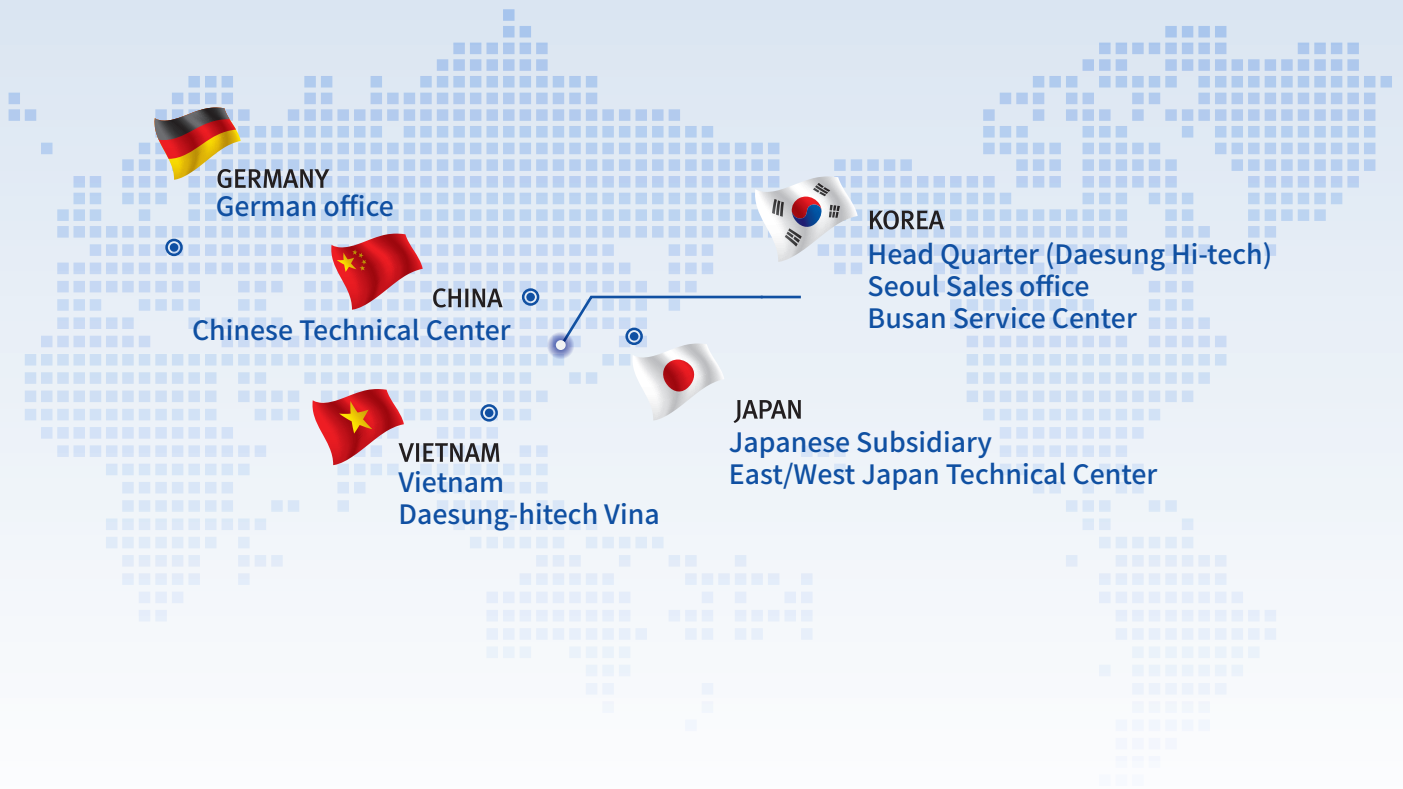 GERMANY
German office
CHINA
Chinese Technical Center
KOREA
Head Quarter (Daesung Hi-tech)
Seoul Sales office
Busan Service Center
JAPAN
Japanese Subsidiary
East/West Japan Technical Center
VIETNAM
Vietnam
Daesung-hitech Vina